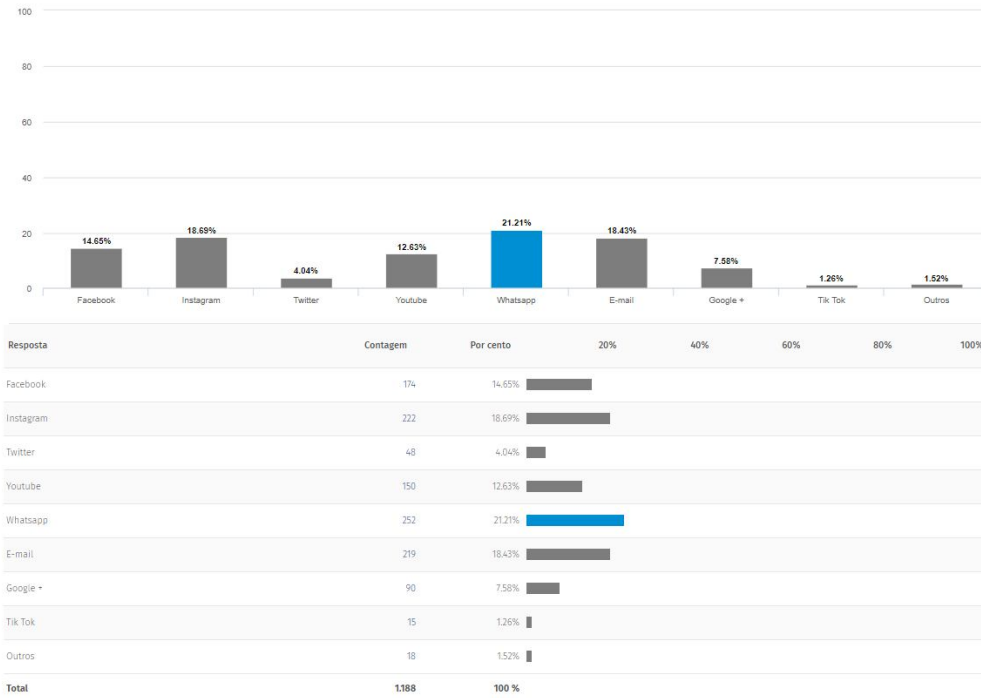 100
80
60
40
20
0
14.65%
18.69%
4.04%
12.63%
21.21%
18.43%
7.58%
1.26%
1.52%
Facebook Instagram Twitter Youtube Whatsapp E-mail Google + Tik Tok Outros
Resposta Contagem Por cento 20% 40% 60% 80% 100%
Facebook 174 14.65%
Instagram 222 18.69%
Twitter 48 4.04%
Youtube 150 12.63%
Whatsapp 252 21.21%
E-mail 219 18.43%
Google + 90 7.58%
Tik Tok 15 1.26%
Outros 18 1.52%
Total 1.188 100 %